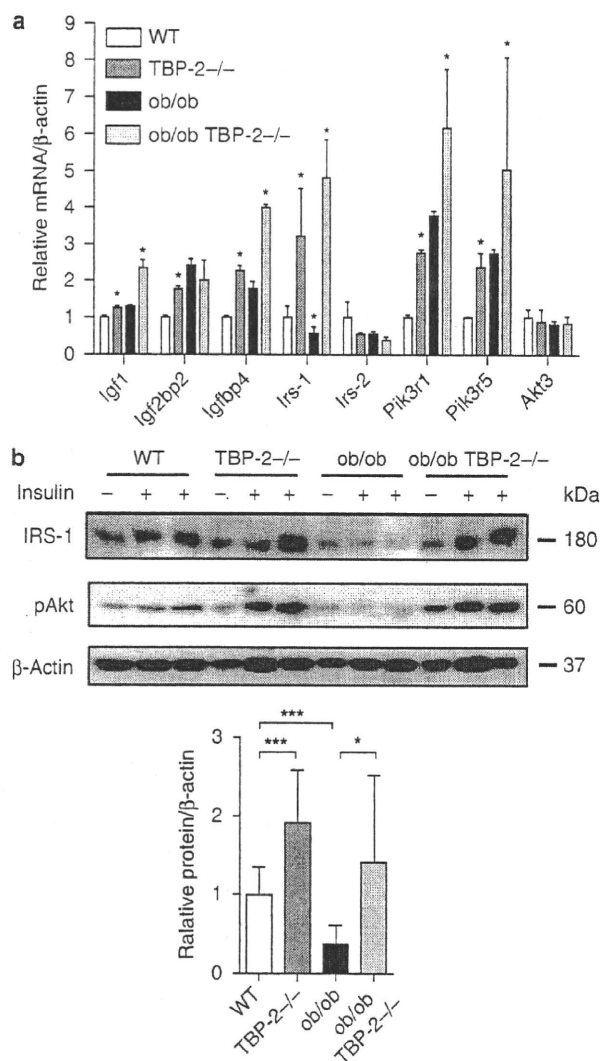 a
Relative mRNA/β-actin
9
8
7
6
5
4
3
2
1
0
WT
TBP-2–/–
ob/ob
ob/ob TBP-2–/–
* * * * * * * * * * *
Igf1 Igf2bp2 Igfbp4 Irs-1 Irs-2 Pik3r1 Pik3r5 Akt3
b
WT TBP-2–/– ob/ob ob/ob TBP-2–/–
Insulin – + + – + + – + + – + + kDa
IRS-1 180
pAkt 60
β-Actin 37
Ralative protein/β-actin
3
2
1
0
***
*** *
WT TBP-2–/– ob/ob ob/ob TBP-2–/–